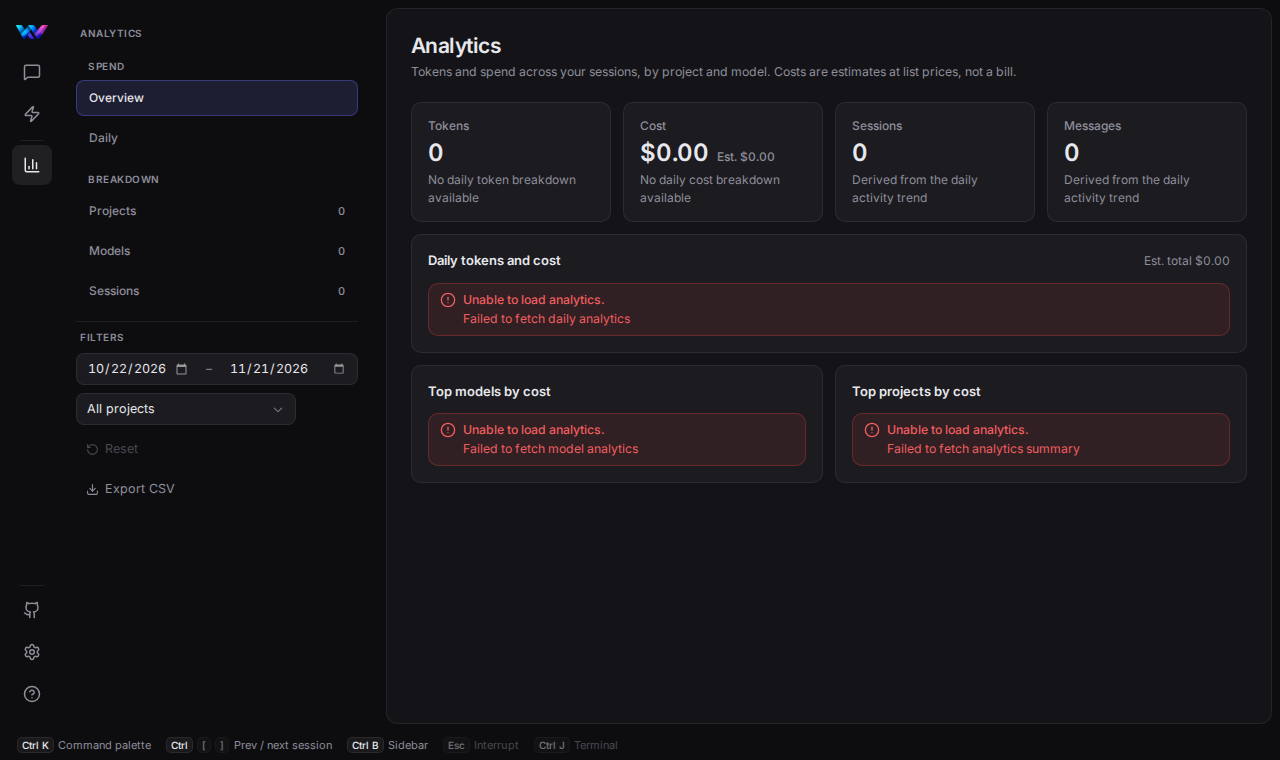 ANALYTICS
SPEND
Overview
Daily
BREAKDOWN
Projects 0
Models 0
Sessions 0
FILTERS
10/22/2026 – 11/21/2026
All projects
Reset
Export CSV
Analytics
Tokens and spend across your sessions, by project and model. Costs are estimates at list prices, not a bill.
Tokens
0
No daily token breakdown
available
Cost
$0.00 Est. $0.00
No daily cost breakdown
available
Sessions
0
Derived from the daily
activity trend
Messages
0
Derived from the daily
activity trend
Daily tokens and cost Est. total $0.00
Unable to load analytics.
Failed to fetch daily analytics
Top models by cost
Unable to load analytics.
Failed to fetch model analytics
Top projects by cost
Unable to load analytics.
Failed to fetch analytics summary
Ctrl K Command palette Ctrl [ ] Prev / next session Ctrl B Sidebar Esc Interrupt Ctrl J Terminal